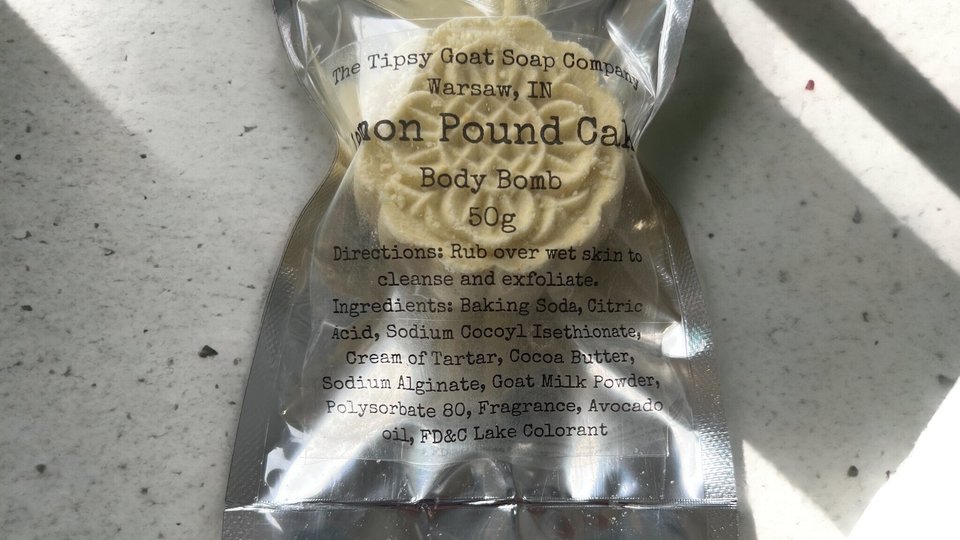 The Tipsy Goat Soap Company
Warsaw, IN
Pound
Body Bomb
50g
Directions: Rub over wet skin to
cleanse and exfoliate.
Ingredients: Baking Soda, Citric
Acid, Sodium Cocoyl Isethionate,
Cream of Tartar, Cocoa Butter,
Sodium Alginate, Goat Milk Powder,
Polysorbate 80, Fragrance, Avocado
oil, FD&C Lake Colorant